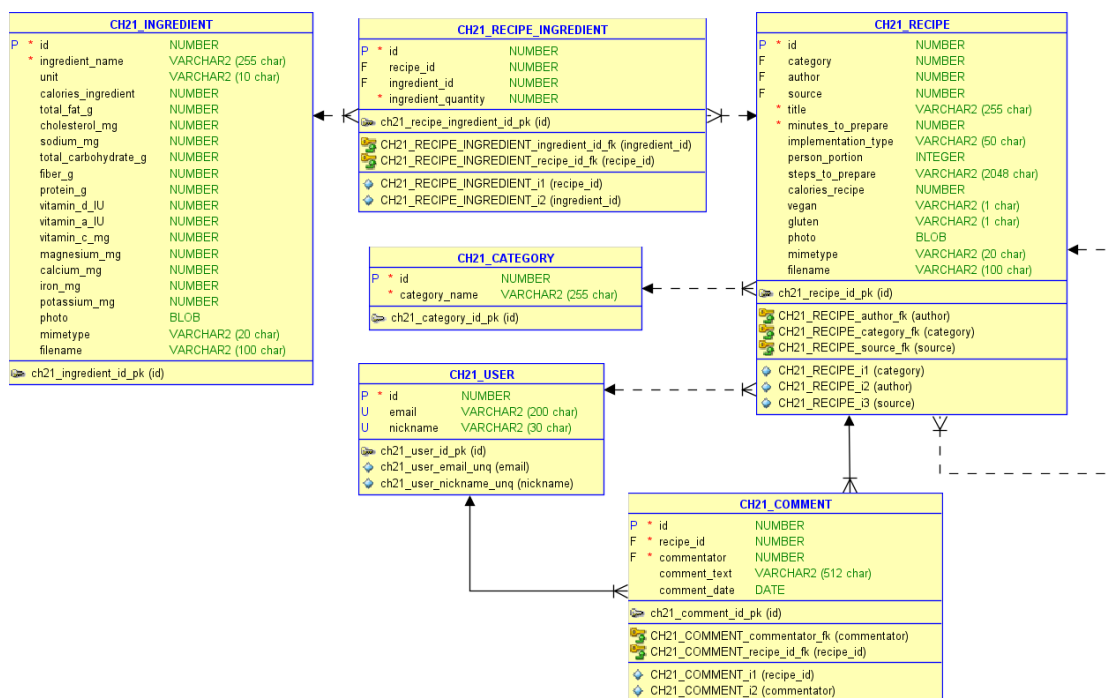 CH21_INGREDIENT
P * id NUMBER
* ingredient_name VARCHAR2 (255 char)
unit VARCHAR2 (10 char)
calories_ingredient NUMBER
total_fat_g NUMBER
cholesterol_mg NUMBER
sodium_mg NUMBER
total_carbohydrate_g NUMBER
fiber_g NUMBER
protein_g NUMBER
vitamin_d_IU NUMBER
vitamin_a_IU NUMBER
vitamin_c_mg NUMBER
magnesium_mg NUMBER
calcium_mg NUMBER
iron_mg NUMBER
potassium_mg NUMBER
photo BLOB
mimetype VARCHAR2 (20 char)
filename VARCHAR2 (100 char)
ch21_ingredient_id_pk (id)
CH21_RECIPE_INGREDIENT
P * id NUMBER
F recipe_id NUMBER
F ingredient_id NUMBER
* ingredient_quantity NUMBER
ch21_recipe_ingredient_id_pk (id)
CH21_RECIPE_INGREDIENT_ingredient_id_fk (ingredient_id)
CH21_RECIPE_INGREDIENT_recipe_id_fk (recipe_id)
CH21_RECIPE_INGREDIENT_i1 (recipe_id)
CH21_RECIPE_INGREDIENT_i2 (ingredient_id)
CH21_RECIPE
P * id NUMBER
F category NUMBER
F author NUMBER
F source NUMBER
* title VARCHAR2 (255 char)
* minutes_to_prepare NUMBER
implementation_type VARCHAR2 (50 char)
person_portion INTEGER
steps_to_prepare VARCHAR2 (2048 char)
calories_recipe NUMBER
vegan VARCHAR2 (1 char)
gluten VARCHAR2 (1 char)
photo BLOB
mimetype VARCHAR2 (20 char)
filename VARCHAR2 (100 char)
ch21_recipe_id_pk (id)
CH21_RECIPE_author_fk (author)
CH21_RECIPE_category_fk (category)
CH21_RECIPE_source_fk (source)
CH21_RECIPE_i1 (category)
CH21_RECIPE_i2 (author)
CH21_RECIPE_i3 (source)
CH21_CATEGORY
P * id NUMBER
* category_name VARCHAR2 (255 char)
ch21_category_id_pk (id)
CH21_USER
P * id NUMBER
U email VARCHAR2 (200 char)
U nickname VARCHAR2 (30 char)
ch21_user_id_pk (id)
ch21_user_email_unq (email)
ch21_user_nickname_unq (nickname)
CH21_COMMENT
P * id NUMBER
F * recipe_id NUMBER
F * commentator NUMBER
comment_text VARCHAR2 (512 char)
comment_date DATE
ch21_comment_id_pk (id)
CH21_COMMENT_commentator_fk (commentator)
CH21_COMMENT_recipe_id_fk (recipe_id)
CH21_COMMENT_i1 (recipe_id)
CH21_COMMENT_i2 (commentator)